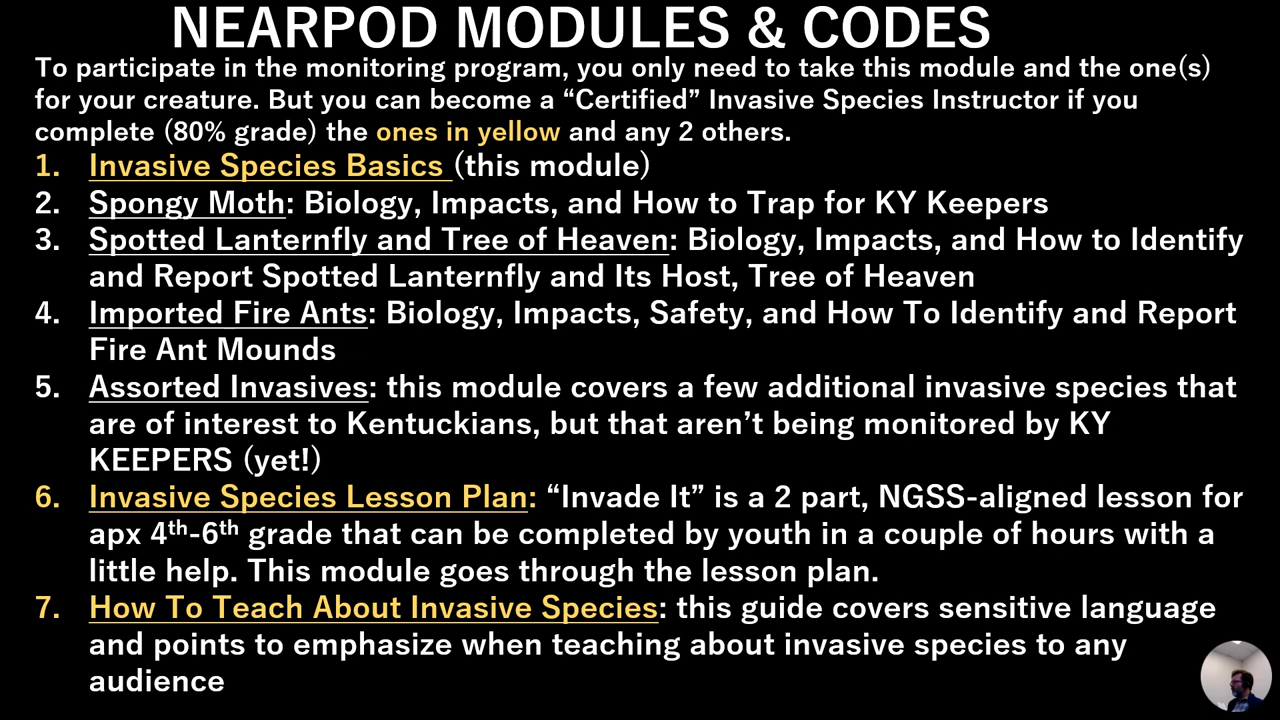 NEARPOD MODULES & CODES
To participate in the monitoring program, you only need to take this module and the one(s)
for your creature. But you can become a “Certified” Invasive Species Instructor if you
complete (80% grade) the ones in yellow and any 2 others.
1. Invasive Species Basics (this module)
2. Spongy Moth: Biology, Impacts, and How to Trap for KY Keepers
3. Spotted Lanternfly and Tree of Heaven: Biology, Impacts, and How to Identify
and Report Spotted Lanternfly and Its Host, Tree of Heaven
4. Imported Fire Ants: Biology, Impacts, Safety, and How To Identify and Report
Fire Ant Mounds
5. Assorted Invasives: this module covers a few additional invasive species that
are of interest to Kentuckians, but that aren’t being monitored by KY
KEEPERS (yet!)
6. Invasive Species Lesson Plan: “Invade It” is a 2 part, NGSS-aligned lesson for
apx 4th-6th grade that can be completed by youth in a couple of hours with a
little help. This module goes through the lesson plan.
7. How To Teach About Invasive Species: this guide covers sensitive language
and points to emphasize when teaching about invasive species to any
audience